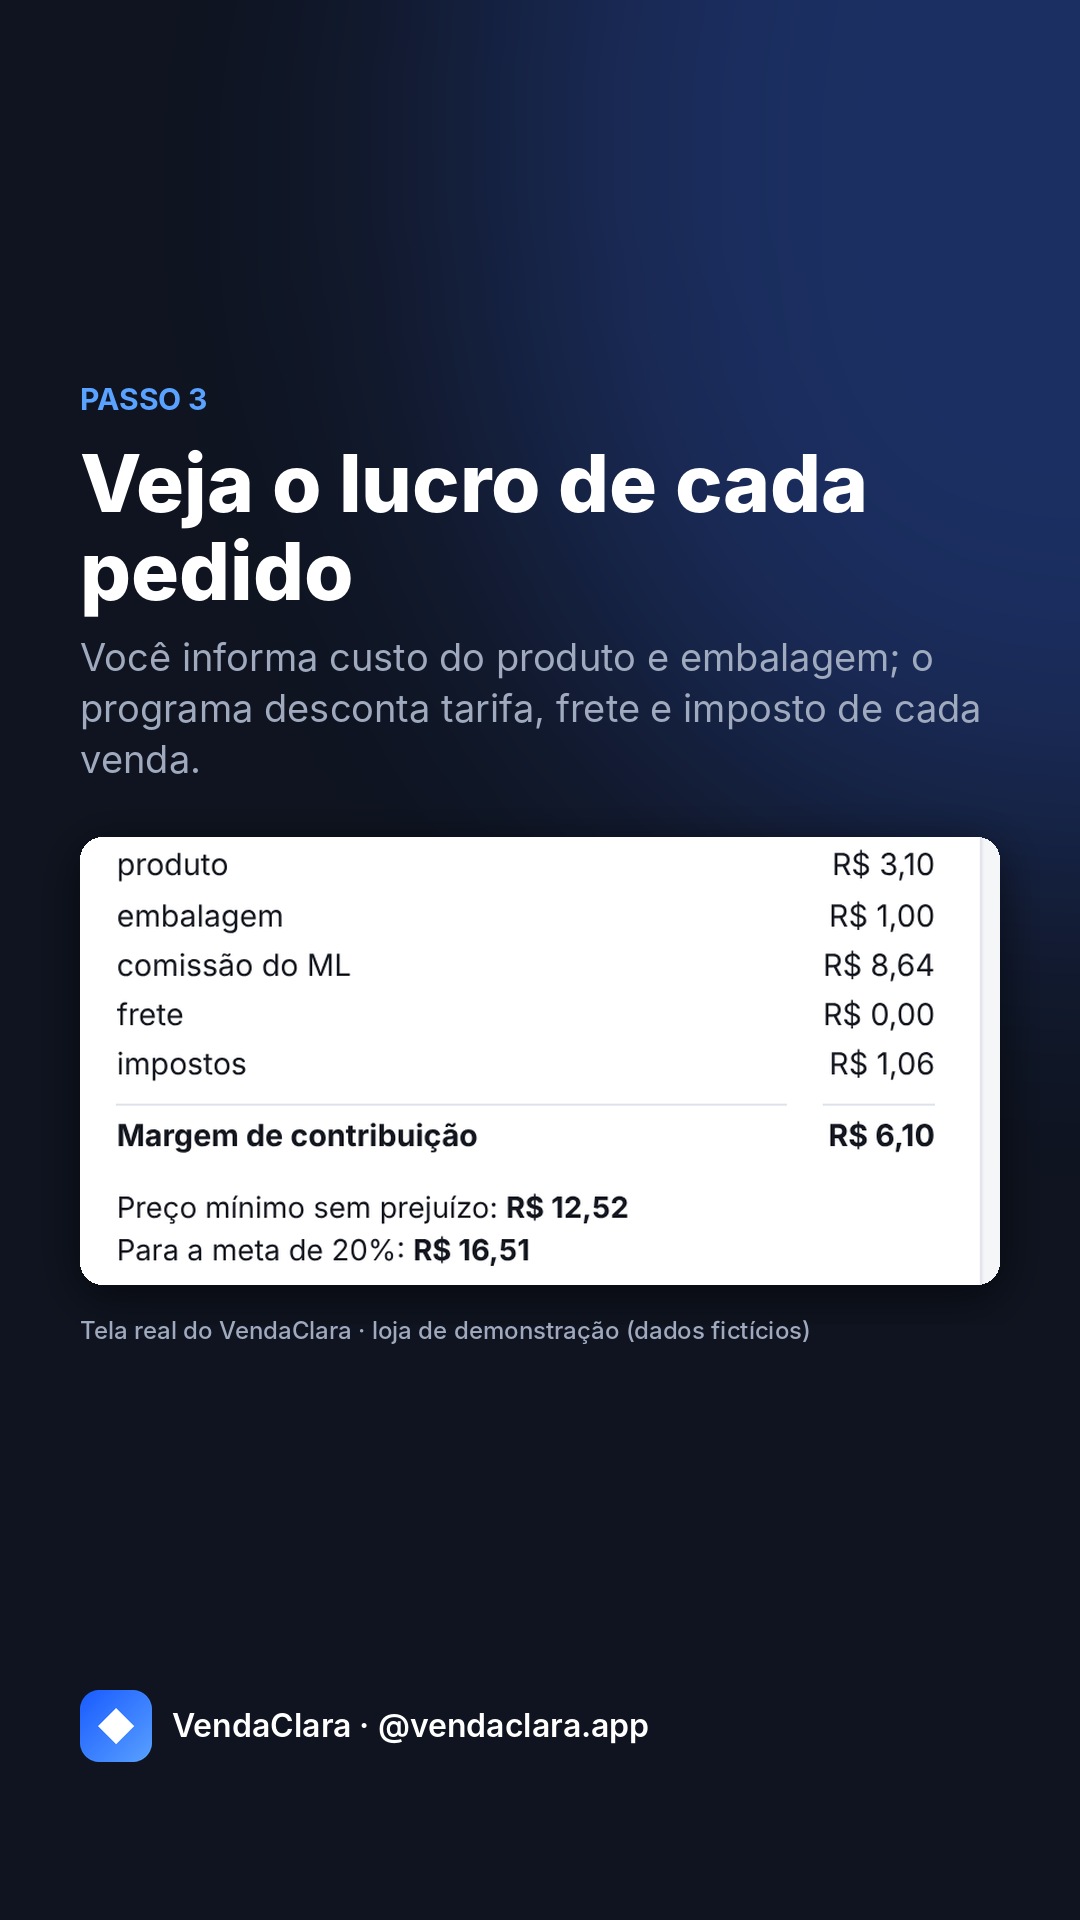 PASSO 3
Veja o lucro de cada
pedido
Você informa custo do produto e embalagem; o
programa desconta tarifa, frete e imposto de cada
venda.
produto R$ 3,10
embalagem R$ 1,00
comissão do ML R$ 8,64
frete R$ 0,00
impostos R$ 1,06
Margem de contribuição R$ 6,10
Preço mínimo sem prejuízo: R$ 12,52
Para a meta de 20%: R$ 16,51
Tela real do VendaClara · loja de demonstração (dados fictícios)
VendaClara · @vendaclara.app